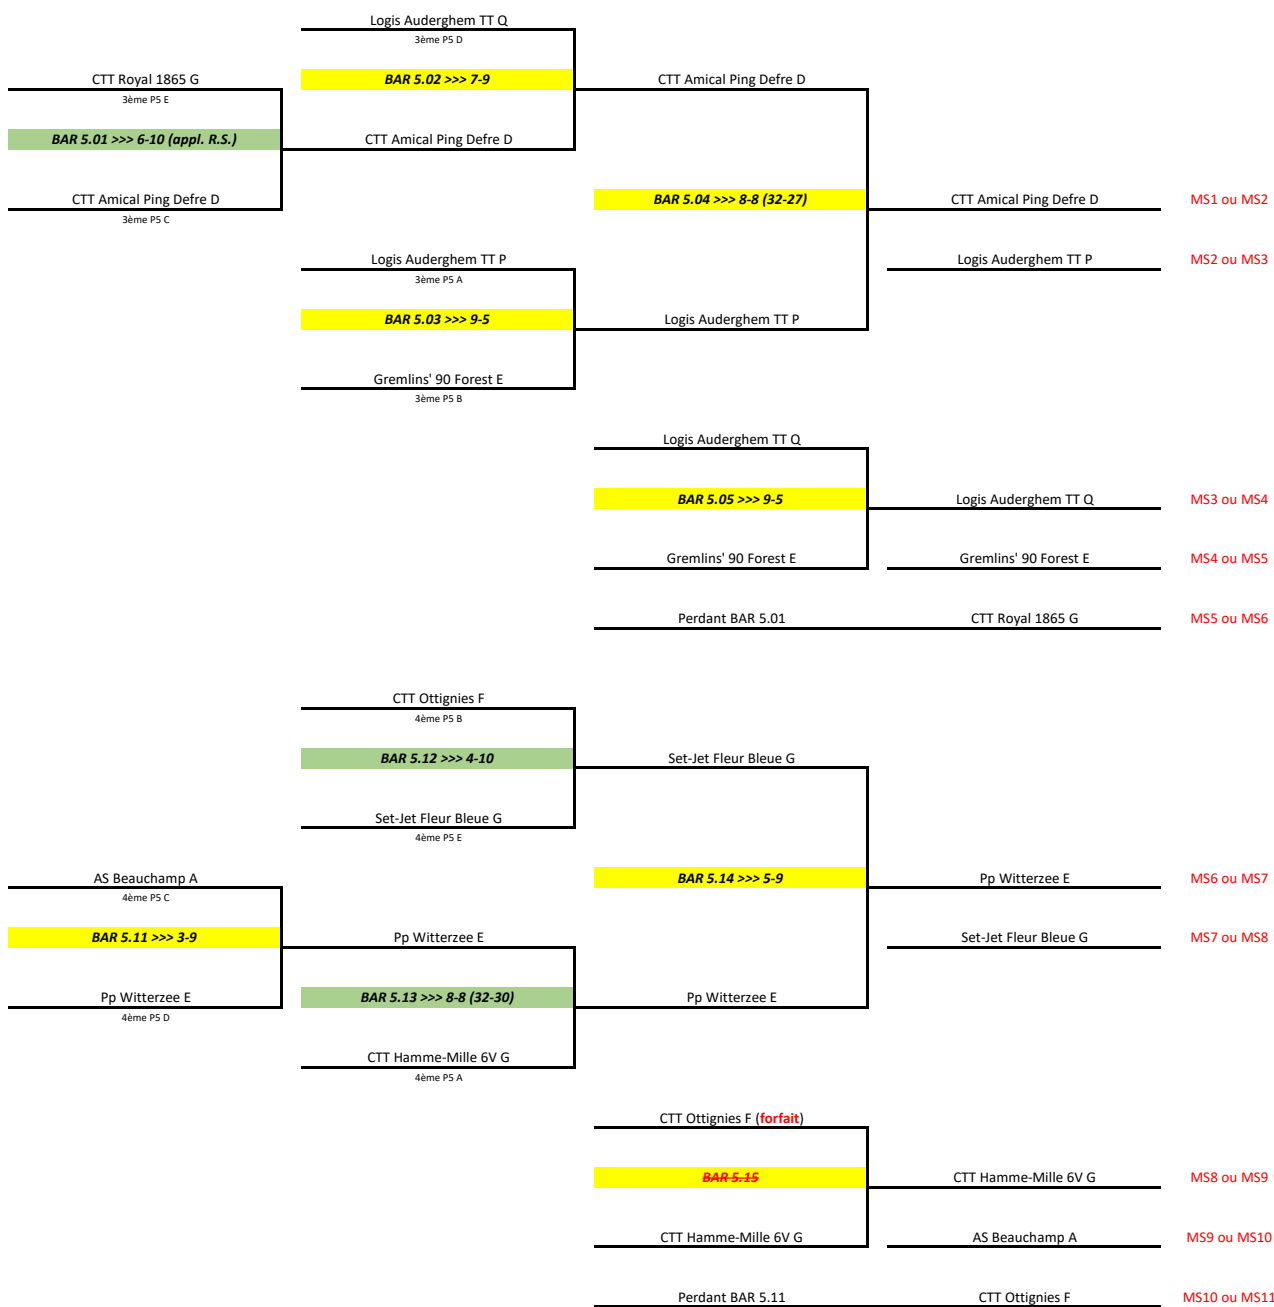 Logis Auderghem TT Q
3ème P5 D
CTT Royal 1865 G
BAR 5.02 >>> 7-9
CTT Amical Ping Defre D
3ème P5 E
BAR 5.01 >>> 6-10 (appl. R.S.)
CTT Amical Ping Defre D
CTT Amical Ping Defre D
BAR 5.04 >>> 8-8 (32-27)
CTT Amical Ping Defre D
MS1 ou MS2
3ème P5 C
Logis Auderghem TT P
Logis Auderghem TT P
MS2 ou MS3
3ème P5 A
BAR 5.03 >>> 9-5
Logis Auderghem TT P
Gremlins' 90 Forest E
3ème P5 B
Logis Auderghem TT Q
BAR 5.05 >>> 9-5
Logis Auderghem TT Q
MS3 ou MS4
Gremlins' 90 Forest E
Gremlins' 90 Forest E
MS4 ou MS5
Perdant BAR 5.01
CTT Royal 1865 G
MS5 ou MS6
CTT Ottignies F
4ème P5 B
BAR 5.12 >>> 4-10
Set-Jet Fleur Bleue G
Set-Jet Fleur Bleue G
4ème P5 E
AS Beauchamp A
BAR 5.14 >>> 5-9
Pp Witterzee E
MS6 ou MS7
4ème P5 C
BAR 5.11 >>> 3-9
Pp Witterzee E
Set-Jet Fleur Bleue G
MS7 ou MS8
Pp Witterzee E
BAR 5.13 >>> 8-8 (32-30)
Pp Witterzee E
4ème P5 D
CTT Hamme-Mille 6V G
4ème P5 A
CTT Ottignies F (forfait)
BAR 5.15
CTT Hamme-Mille 6V G
MS8 ou MS9
CTT Hamme-Mille 6V G
AS Beauchamp A
MS9 ou MS10
Perdant BAR 5.11
CTT Ottignies F
MS10 ou MS11